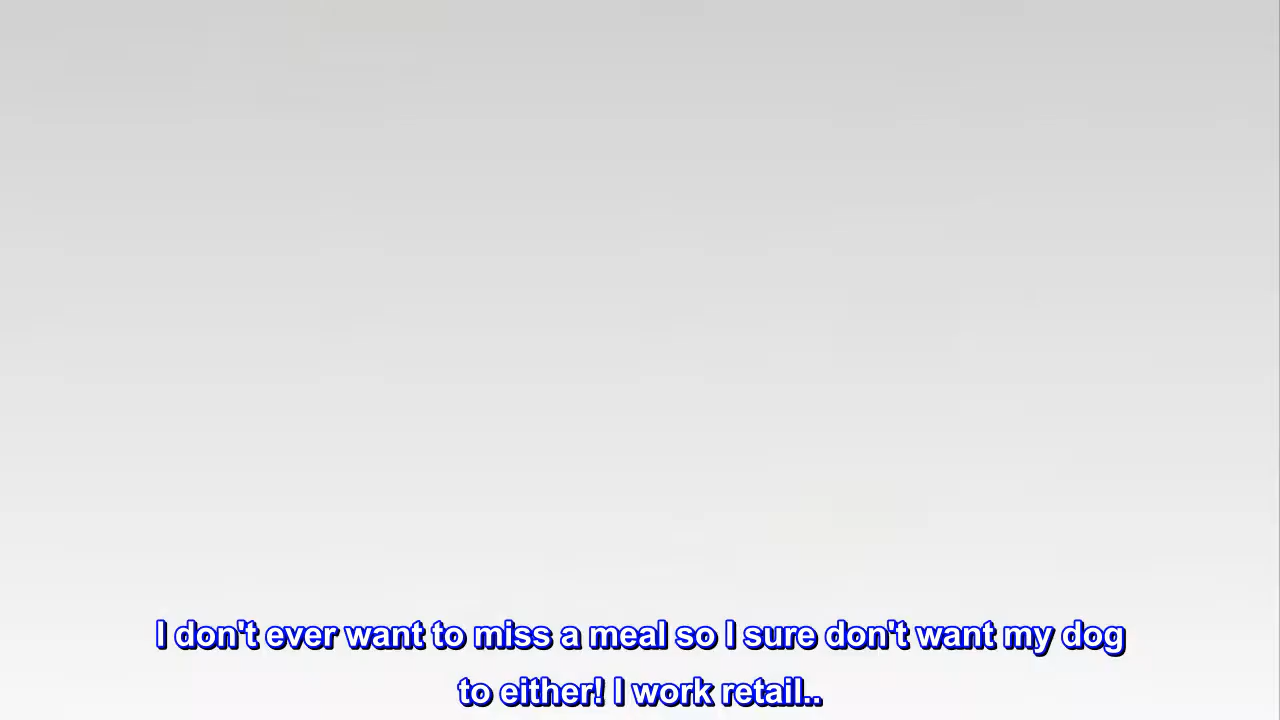 I don't ever want to miss a meal so I sure don't want my dog
to either! I work retail..